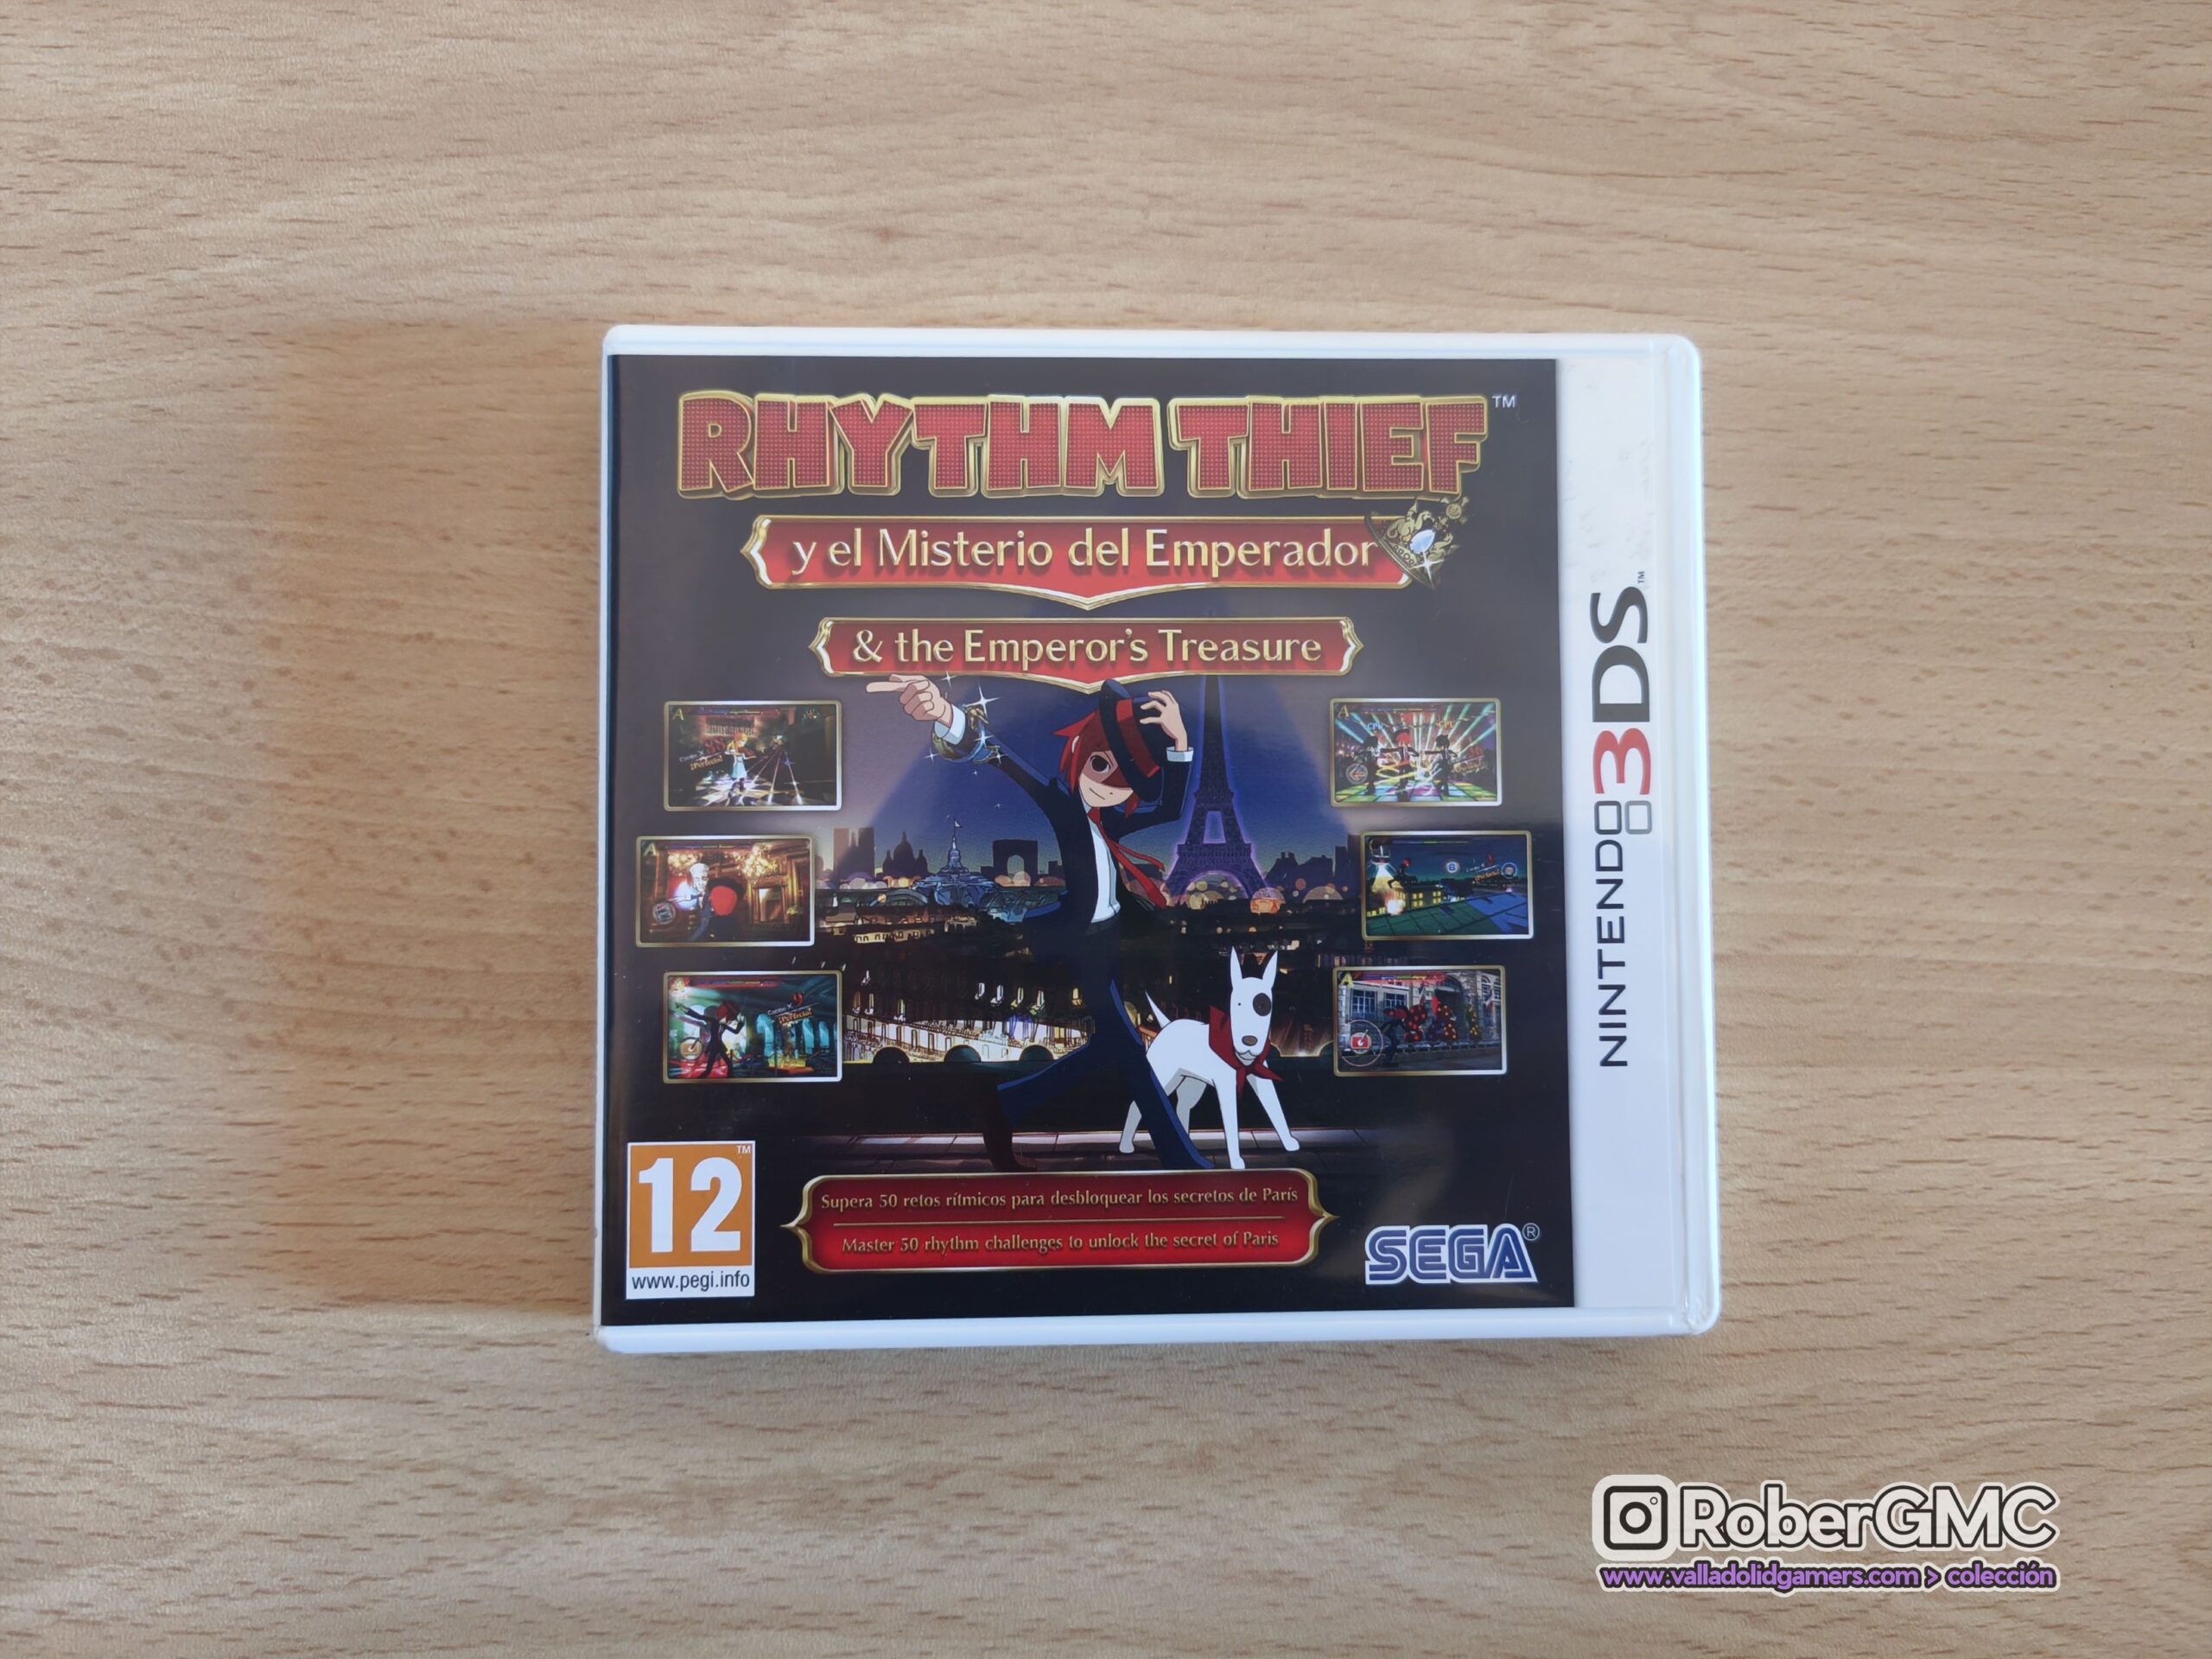 RHYTHM THIEF™
y el Misterio del Emperador
& the Emperor's Treasure
NINTENDO 3DS™
12™
www.pegi.info
Supera 50 retos rítmicos para desbloquear los secretos de París
Master 50 rhythm challenges to unlock the secret of Paris
SEGA®
RoberGMC
www.valladolidgamers.com > colección